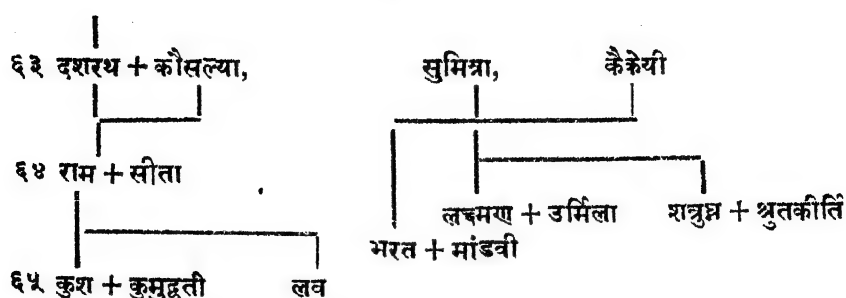 ६३ दशरथ + कौसल्या, सुमित्रा, कैकेयी
६४ राम + सीता
लक्ष्मण + उर्मिला शत्रुघ्न + श्रुतकीर्ति
भरत + मांडवी
६५ कुश + कुमुद्वती लव